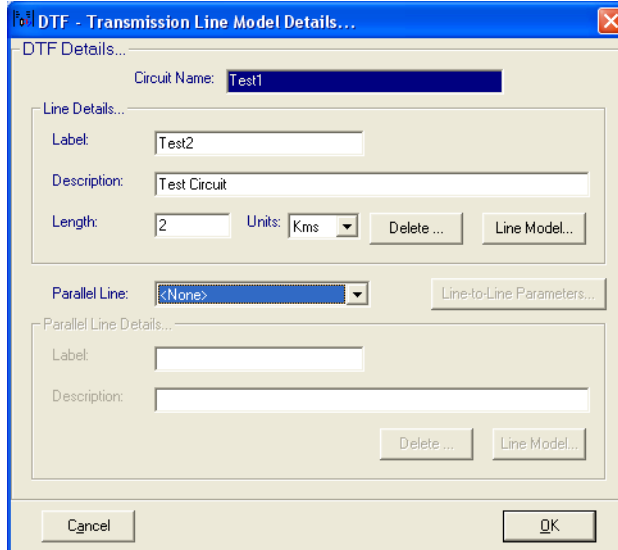 DTF - Transmission Line Model Details...
DTF Details...
Circuit Name: Test1
Line Details...
Label: Test2
Description: Test Circuit
Length: 2 Units: Kms Delete ... Line Model...
Parallel Line: <None> Line-to-Line Parameters...
Parallel Line Details...
Label:
Description:
Delete ... Line Model...
Cancel OK